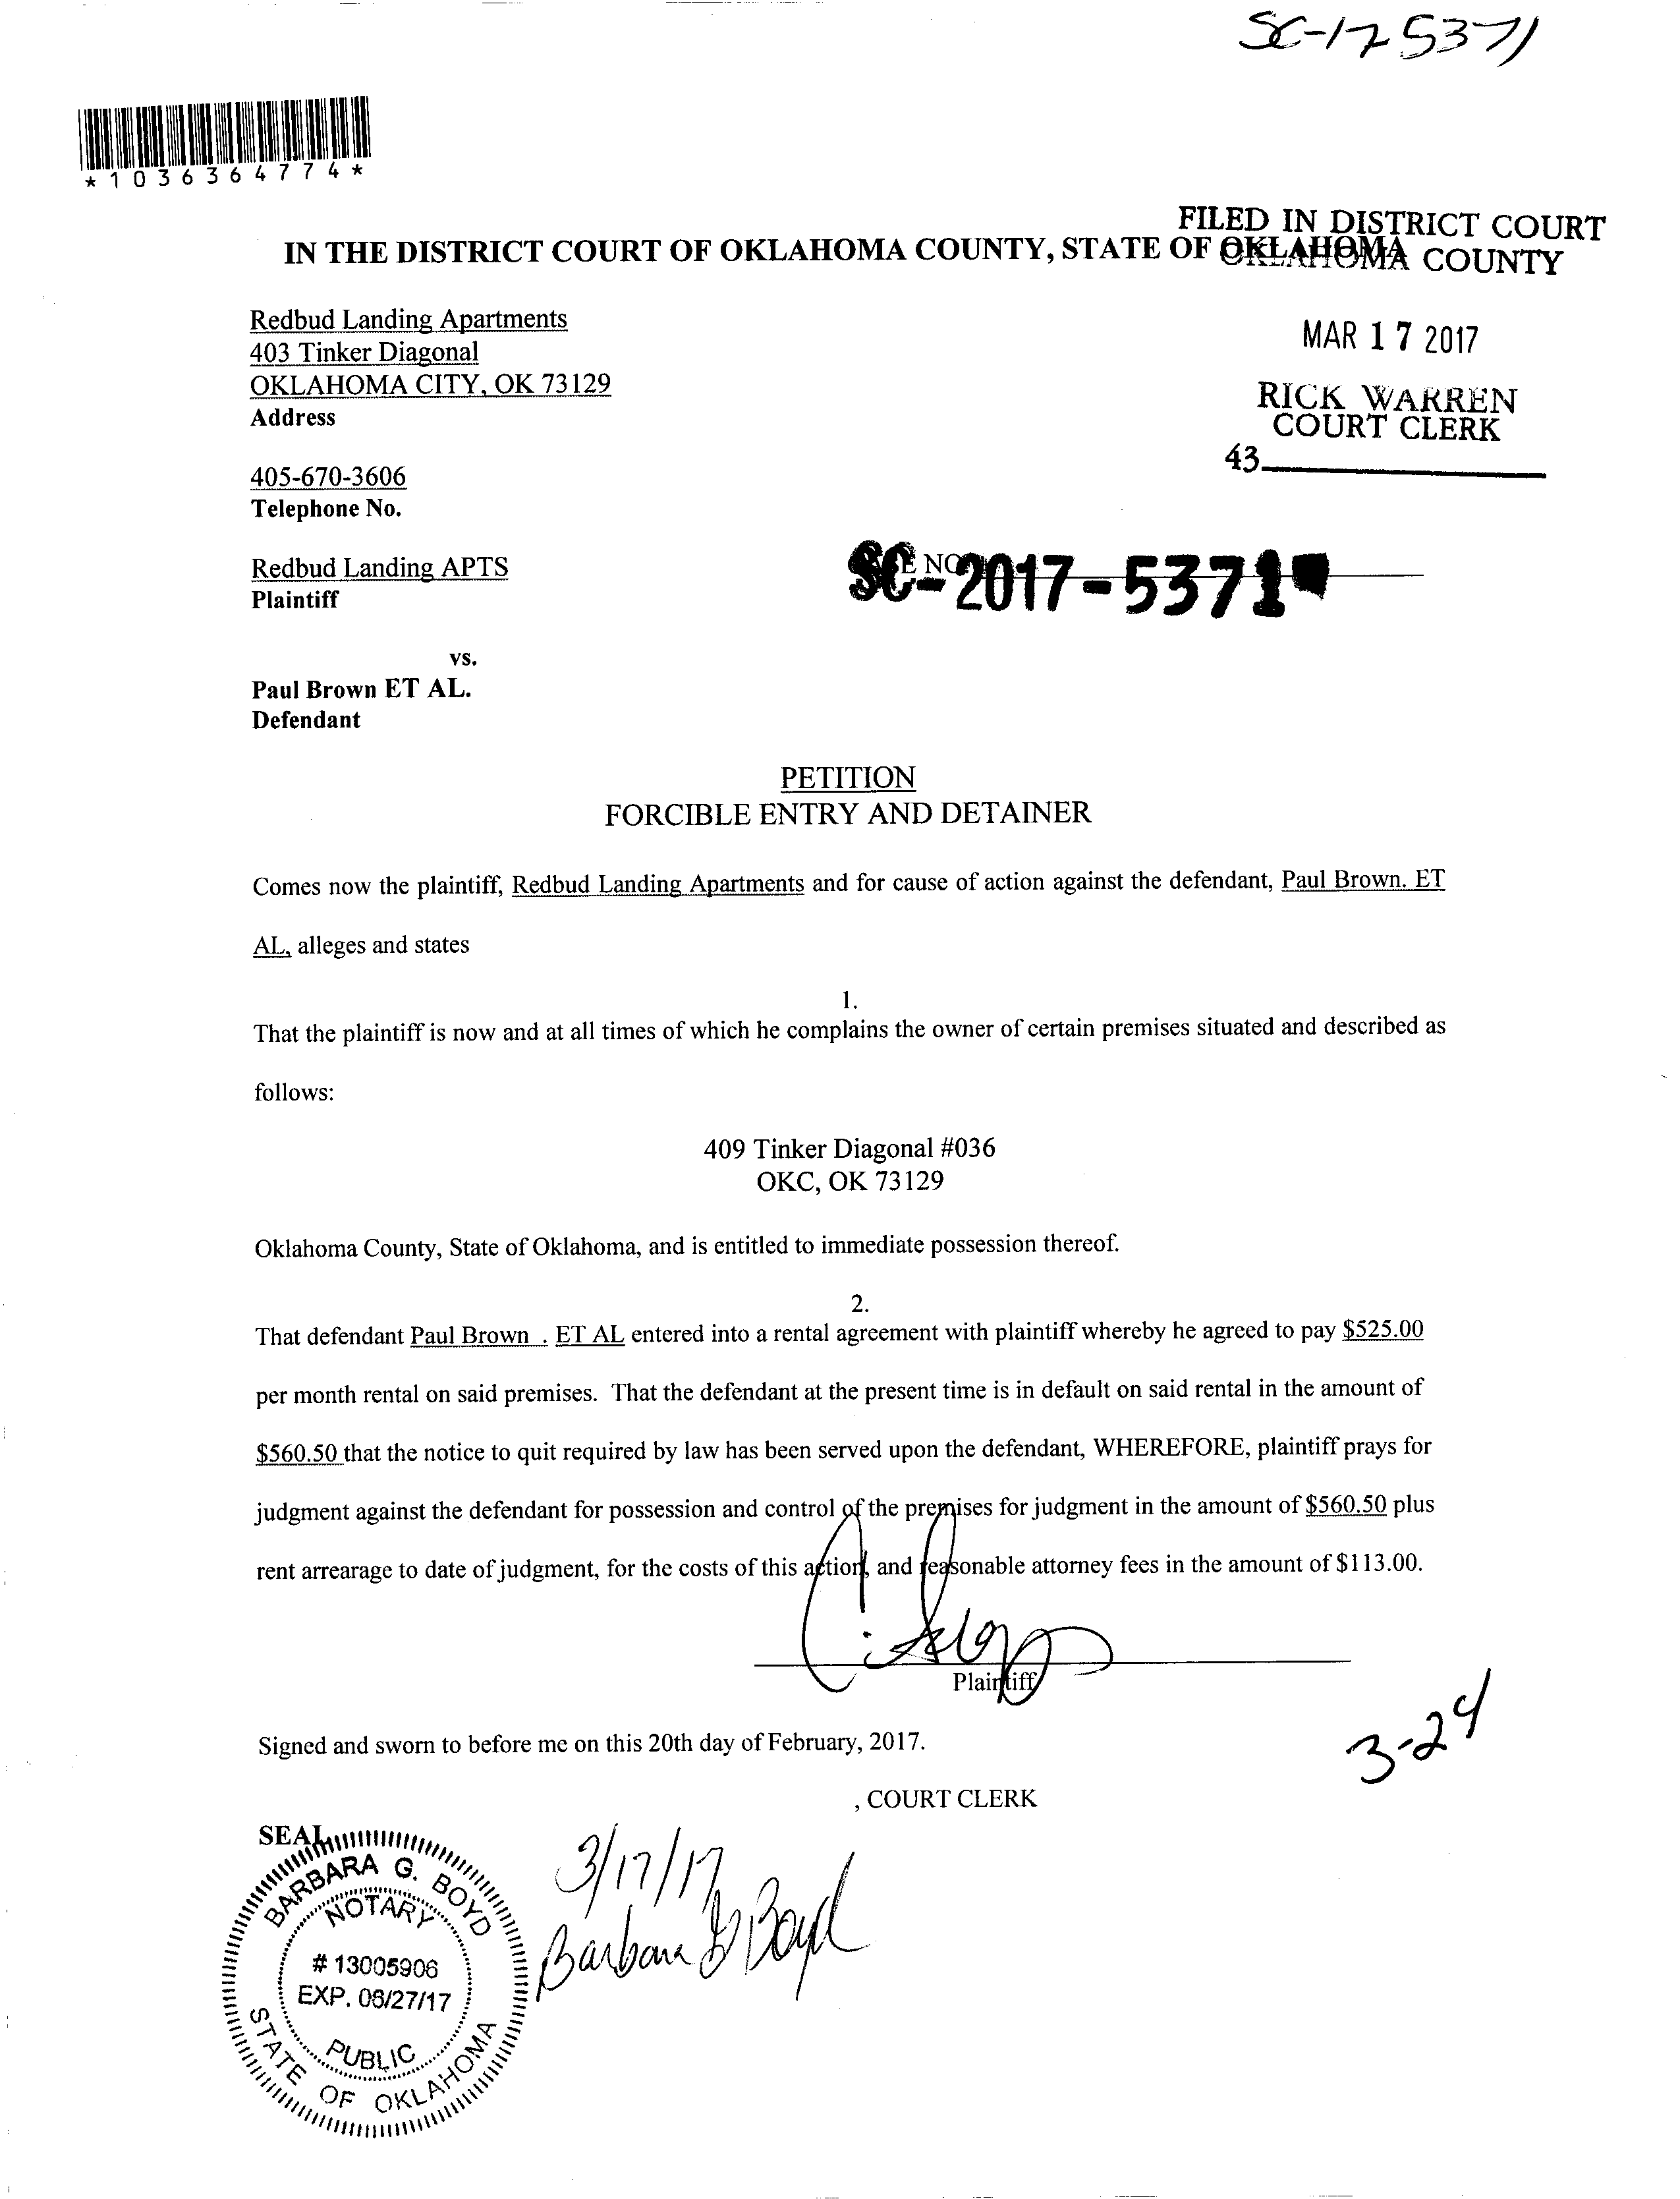 SC-17 5371
*1036364774*
FILED IN DISTRICT COURT
OKLAHOMA COUNTY
IN THE DISTRICT COURT OF OKLAHOMA COUNTY, STATE OF OKLAHOMA
Redbud Landing Apartments
403 Tinker Diagonal
OKLAHOMA CITY, OK 73129
Address
MAR 17 2017
RICK WARREN
COURT CLERK
43
405-670-3606
Telephone No.
Redbud Landing APTS
Plaintiff
SC-2017-5371
vs.
Paul Brown ET AL.
Defendant
PETITION
FORCIBLE ENTRY AND DETAINER
Comes now the plaintiff, Redbud Landing Apartments and for cause of action against the defendant, Paul Brown. ET
AL, alleges and states
1.
That the plaintiff is now and at all times of which he complains the owner of certain premises situated and described as
follows:
409 Tinker Diagonal #036
OKC, OK 73129
Oklahoma County, State of Oklahoma, and is entitled to immediate possession thereof.
2.
That defendant Paul Brown . ET AL entered into a rental agreement with plaintiff whereby he agreed to pay $525.00
per month rental on said premises. That the defendant at the present time is in default on said rental in the amount of
$560.50 that the notice to quit required by law has been served upon the defendant, WHEREFORE, plaintiff prays for
judgment against the defendant for possession and control of the premises for judgment in the amount of $560.50 plus
rent arrearage to date of judgment, for the costs of this action, and reasonable attorney fees in the amount of $113.00.
Plaintiff
Signed and sworn to before me on this 20th day of February, 2017.
3-24
, COURT CLERK
SEAL
3/17/17
Barbara G Boyd
BARBARA G. BOYD
NOTARY
# 13005906
EXP. 06/27/17
PUBLIC
STATE OF OKLAHOMA